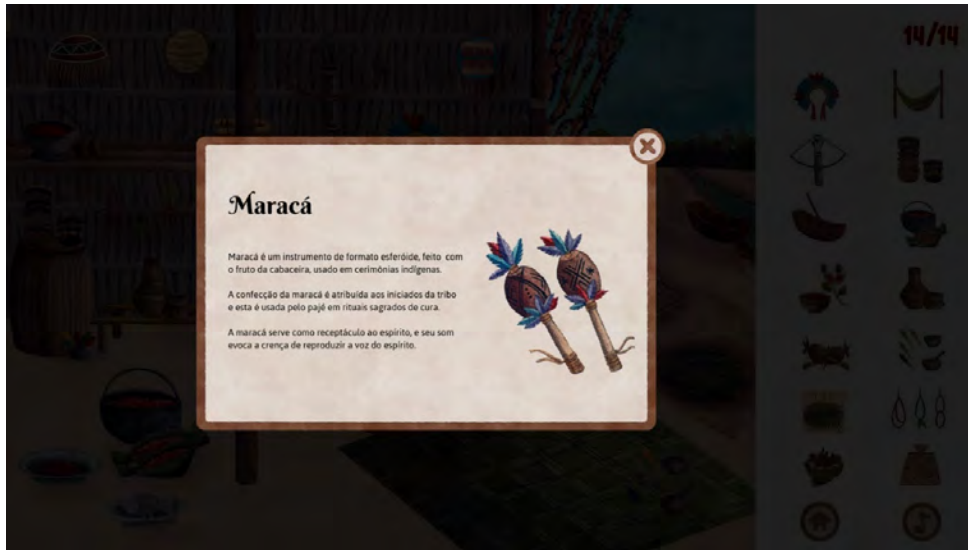 14/14
Maracá
Maracá é um instrumento de formato esferóide, feito com
o fruto da cabaceira, usado em cerimônias indígenas.
A confecção da maracá é atribuída aos iniciados da tribo
e esta é usada pelo pajé em rituais sagrados de cura.
A maracá serve como receptáculo ao espírito, e seu som
evoca a crença de reproduzir a voz do espírito.